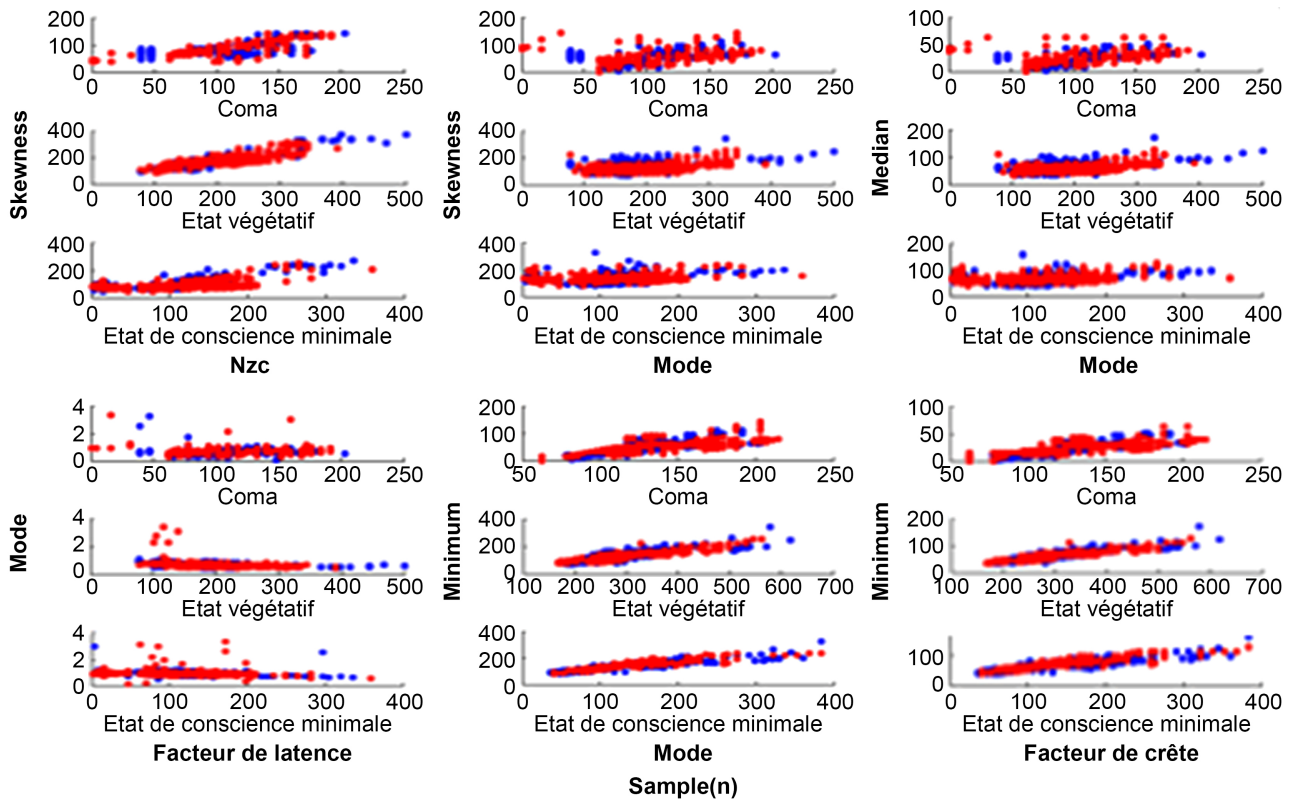 200
100
0
0 50 100 150 200 250
Coma
400
200
0
0 100 200 300 400 500
Etat végétatif
400
200
0
0 100 200 300 400
Etat de conscience minimale
Skewness
Nzc
200
100
0
0 50 100 150 200 250
Coma
400
200
0
0 100 200 300 400 500
Etat végétatif
400
200
0
0 100 200 300 400
Etat de conscience minimale
Skewness
Mode
100
50
0
0 50 100 150 200 250
Coma
200
100
0
0 100 200 300 400 500
Etat végétatif
200
100
0
0 100 200 300 400
Etat de conscience minimale
Median
Mode
4
2
0
0 50 100 150 200 250
Coma
4
2
0
0 100 200 300 400 500
Etat végétatif
4
2
0
0 100 200 300 400
Etat de conscience minimale
Mode
Facteur de latence
200
100
0
50 100 150 200 250
Coma
400
200
0
100 200 300 400 500 600 700
Etat végétatif
400
200
0
0 100 200 300 400
Etat de conscience minimale
Minimum
Mode
100
50
0
50 100 150 200 250
Coma
200
100
0
100 200 300 400 500 600 700
Etat végétatif
100
0
0 100 200 300 400
Etat de conscience minimale
Minimum
Facteur de crête
Sample(n)